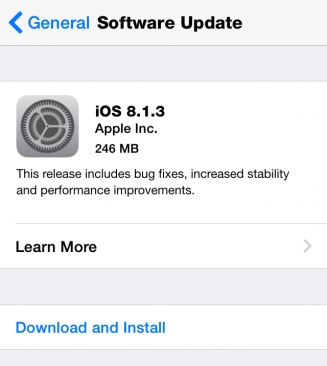 General Software Update
iOS 8.1.3
Apple Inc.
246 MB
This release includes bug fixes, increased stability
and performance improvements.
Learn More
Download and Install